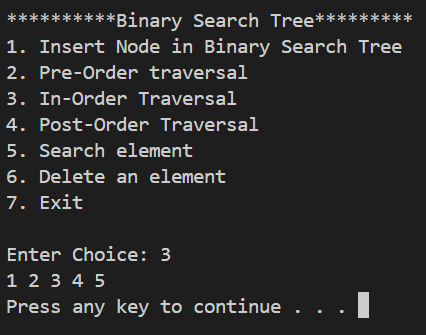 **********Binary Search Tree*********
1. Insert Node in Binary Search Tree
2. Pre-Order traversal
3. In-Order Traversal
4. Post-Order Traversal
5. Search element
6. Delete an element
7. Exit
Enter Choice: 3
1 2 3 4 5
Press any key to continue . . .